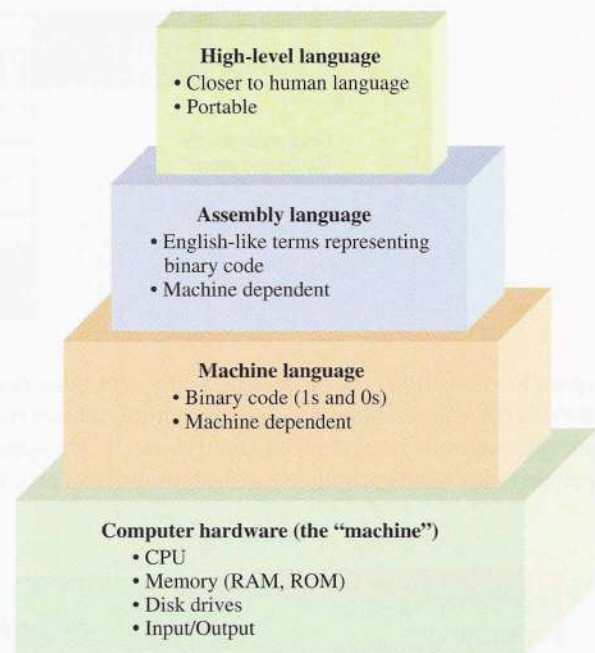 High-level language
• Closer to human language
• Portable
Assembly language
• English-like terms representing
binary code
• Machine dependent
Machine language
• Binary code (1s and 0s)
• Machine dependent
Computer hardware (the “machine”)
• CPU
• Memory (RAM, ROM)
• Disk drives
• Input/Output